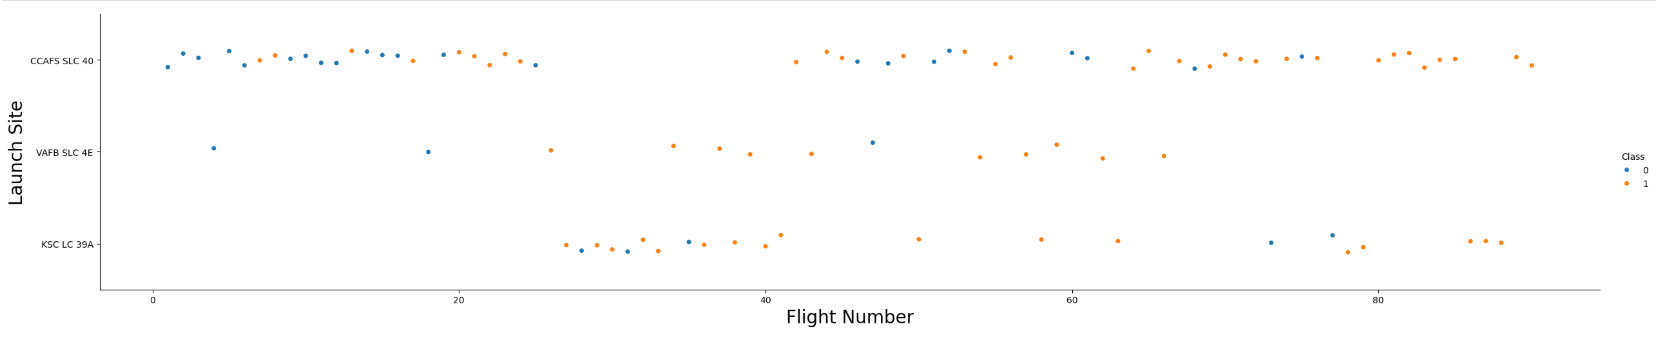 Launch Site
CCAFS SLC 40
VAFB SLC 4E
KSC LC 39A
0 20 40 60 80
Flight Number
Class
0
1